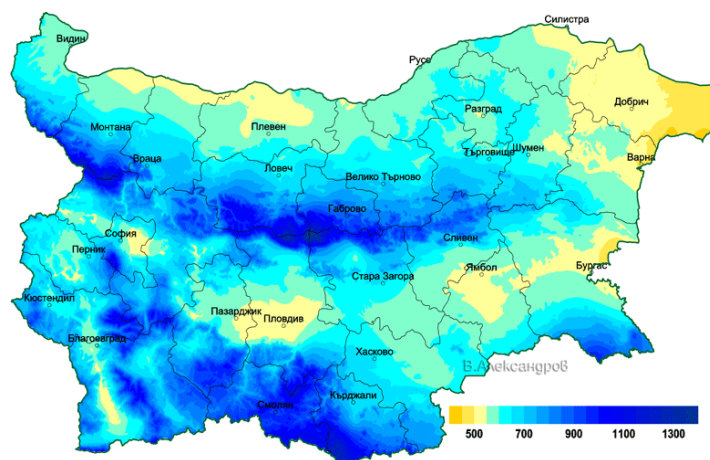 Силистра
Видин
Русе
Разград
Добрич
Монтана
Плевен
Враца
Ловеч
Търговище
Шумен
Варна
Велико Търново
Габрово
София
Перник
Сливен
Ямбол
Бургас
Стара Загора
Кюстендил
Пазарджик
Пловдив
Благоевград
Хасково
В.Александров
Смолян
Кърджали
500 700 900 1100 1300